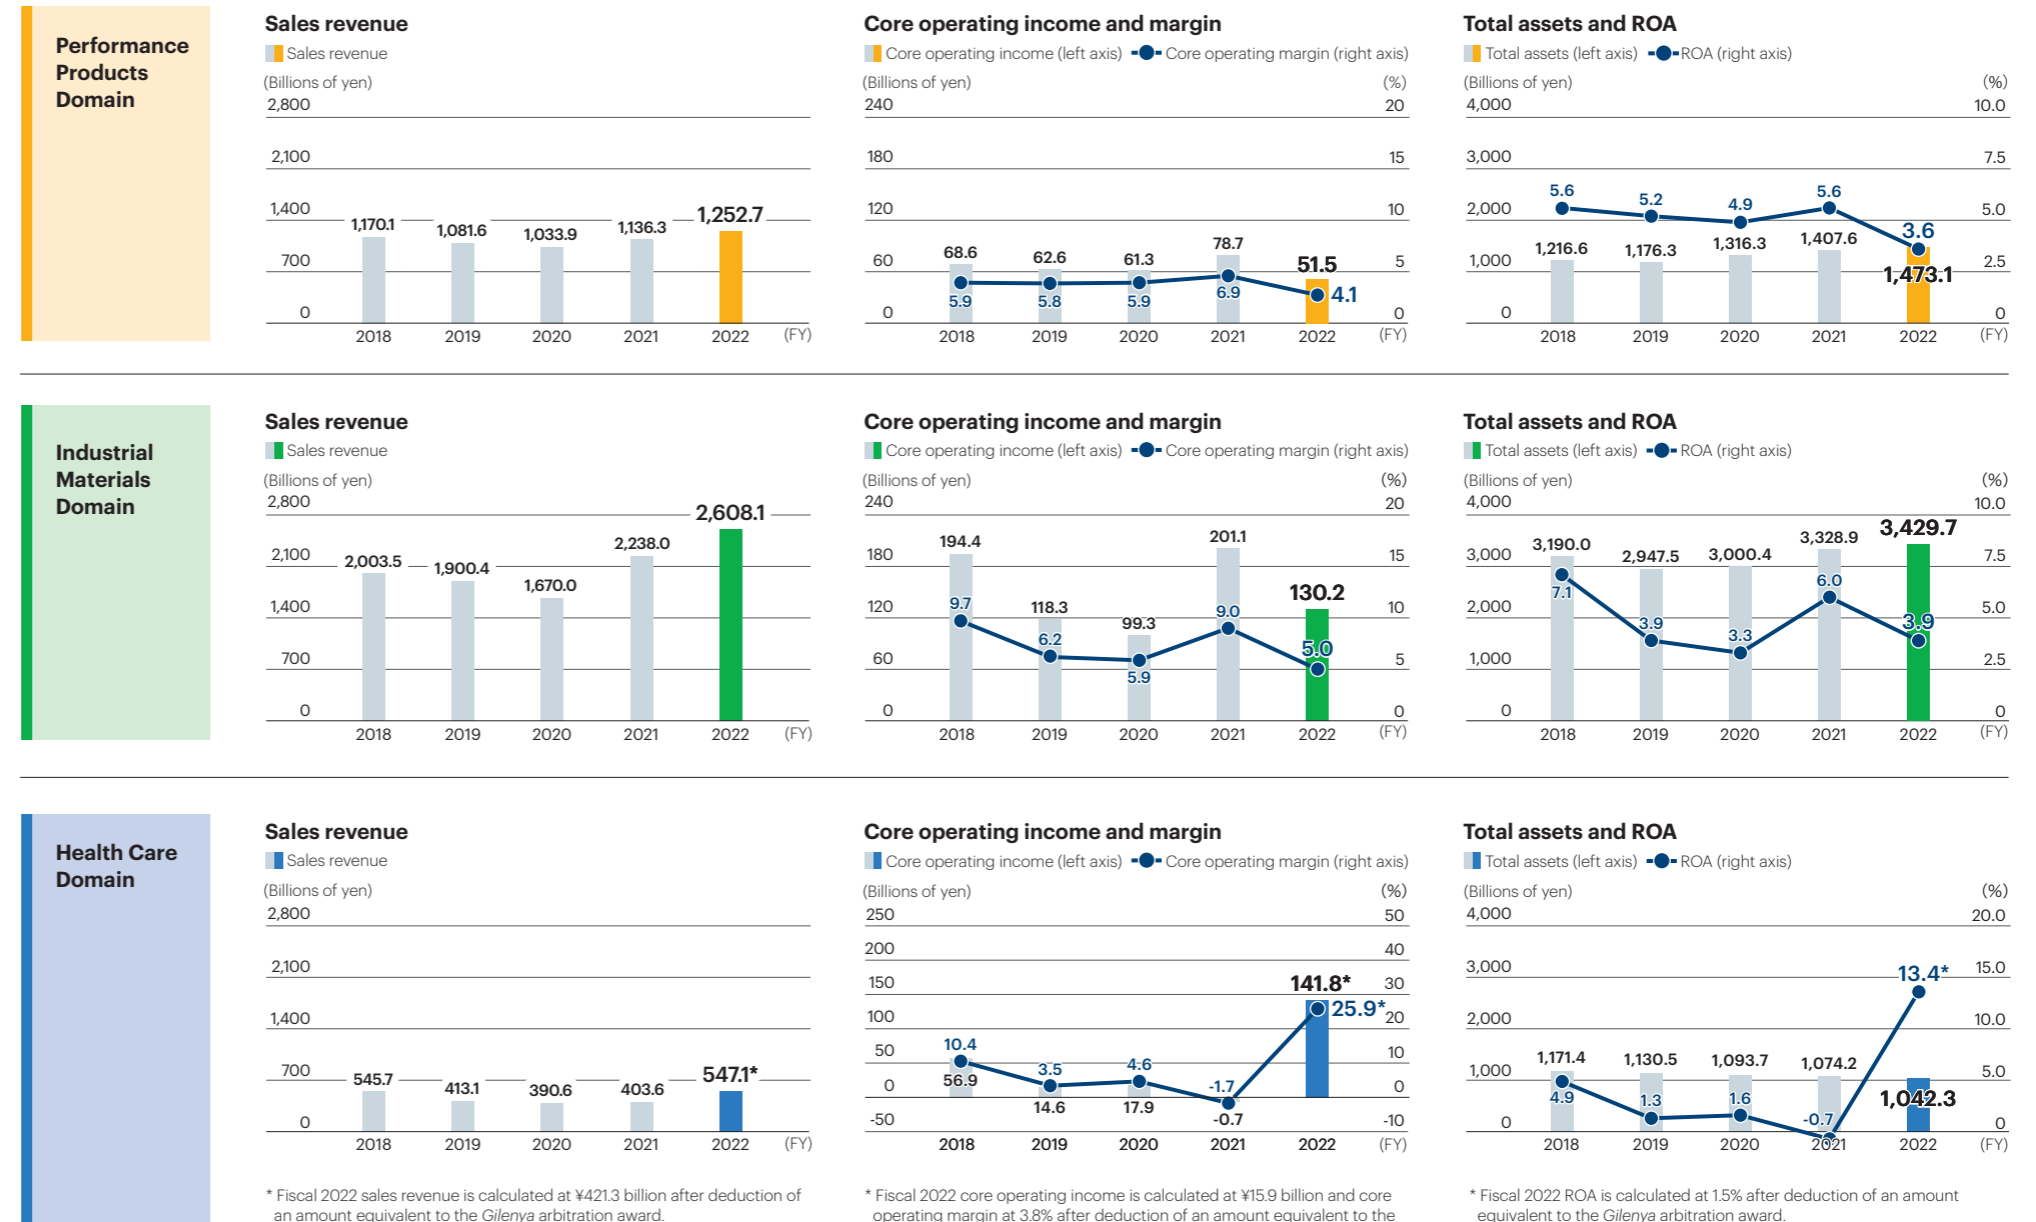 Performance
Products
Domain
Sales revenue
Sales revenue
(Billions of yen)
2,800
2,100
1,400
700
0
1,170.1
1,081.6
1,033.9
1,136.3
1,252.7
2018 2019 2020 2021 2022 (FY)
Core operating income and margin
Core operating income (left axis) Core operating margin (right axis)
(Billions of yen) (%)
240 20
180 15
120 10
60 5
0 0
68.6 62.6 61.3 78.7 51.5
5.9 5.8 5.9 6.9 4.1
2018 2019 2020 2021 2022 (FY)
Total assets and ROA
Total assets (left axis) ROA (right axis)
(Billions of yen) (%)
4,000 10.0
3,000 7.5
2,000 5.0
1,000 2.5
0 0
5.6 5.2 4.9 5.6 3.6
1,216.6 1,176.3 1,316.3 1,407.6 1,473.1
2018 2019 2020 2021 2022 (FY)
Industrial
Materials
Domain
Sales revenue
Sales revenue
(Billions of yen)
2,800
2,100
1,400
700
0
2,003.5 1,900.4 1,670.0 2,238.0 2,608.1
2018 2019 2020 2021 2022 (FY)
Core operating income and margin
Core operating income (left axis) Core operating margin (right axis)
(Billions of yen) (%)
240 20
180 15
120 10
60 5
0 0
194.4 118.3 99.3 201.1 130.2
9.7 6.2 5.9 9.0 5.0
2018 2019 2020 2021 2022 (FY)
Total assets and ROA
Total assets (left axis) ROA (right axis)
(Billions of yen) (%)
4,000 10.0
3,000 7.5
2,000 5.0
1,000 2.5
0 0
3,190.0 2,947.5 3,000.4 3,328.9 3,429.7
7.1 3.9 3.3 6.0 3.9
2018 2019 2020 2021 2022 (FY)
Health Care
Domain
Sales revenue
Sales revenue
(Billions of yen)
2,800
2,100
1,400
700
0
545.7 413.1 390.6 403.6 547.1*
2018 2019 2020 2021 2022 (FY)
* Fiscal 2022 sales revenue is calculated at ¥421.3 billion after deduction of
an amount equivalent to the Gilenya arbitration award.
Core operating income and margin
Core operating income (left axis) Core operating margin (right axis)
(Billions of yen) (%)
250 50
200 40
150 30
100 20
50 10
0 0
-50 -10
141.8*
25.9*
10.4 3.5 4.6 -1.7
56.9 14.6 17.9 -0.7
2018 2019 2020 2021 2022 (FY)
* Fiscal 2022 core operating income is calculated at ¥15.9 billion and core
operating margin at 3.8% after deduction of an amount equivalent to the
Total assets and ROA
Total assets (left axis) ROA (right axis)
(Billions of yen) (%)
4,000 20.0
3,000 15.0
2,000 10.0
1,000 5.0
0 0
13.4*
1,171.4 1,130.5 1,093.7 1,074.2 1,042.3
4.9 1.3 1.6 -0.7
2018 2019 2020 2021 2022 (FY)
* Fiscal 2022 ROA is calculated at 1.5% after deduction of an amount
equivalent to the Gilenya arbitration award.